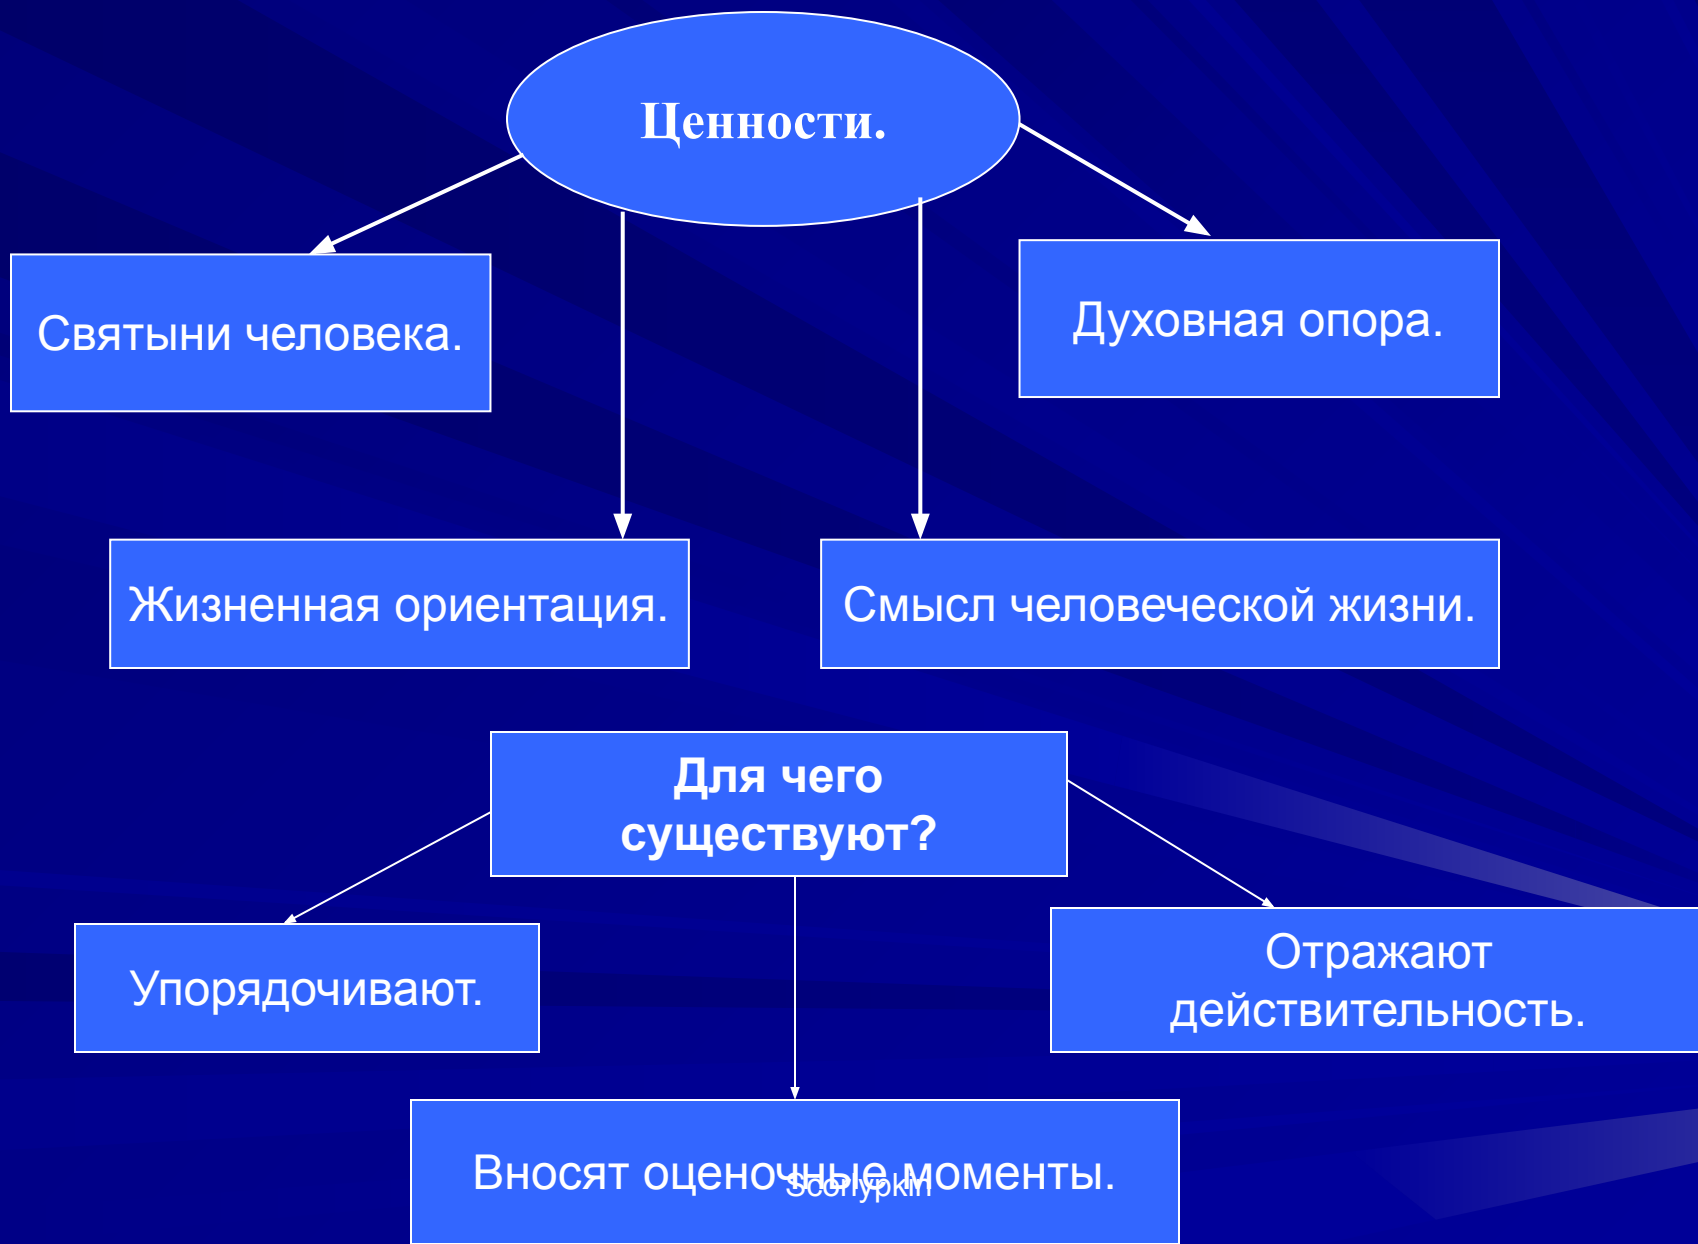 Ценности.
Святыни человека.
Духовная опора.
Жизненная ориентация.
Смысл человеческой жизни.
Для чего
существуют?
Упорядочивают.
Отражают
действительность.
Вносят оценочные моменты.